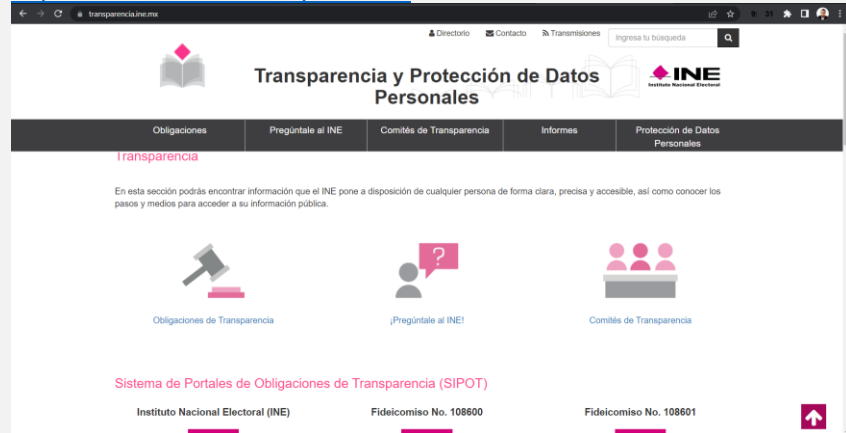 transparencia.ine.mx
Directorio Contacto Transmisiones Ingresa tu búsqueda
Transparencia y Protección de Datos
Personales
INE
Instituto Nacional Electoral
Obligaciones Pregúntale al INE Comités de Transparencia Informes Protección de Datos
Personales
Transparencia
En esta sección podrás encontrar información que el INE pone a disposición de cualquier persona de forma clara, precisa y accesible, así como conocer los
pasos y medios para acceder a su información pública.
?
Obligaciones de Transparencia ¡Pregúntale al INE! Comités de Transparencia
Sistema de Portales de Obligaciones de Transparencia (SIPOT)
Instituto Nacional Electoral (INE) Fideicomiso No. 108600 Fideicomiso No. 108601